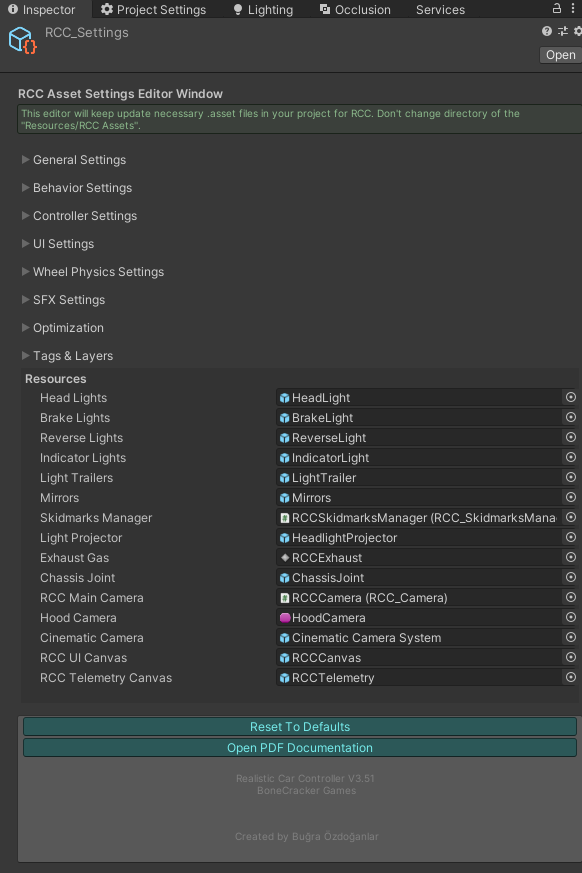 Inspector Project Settings Lighting Occlusion Services
RCC_Settings
Open
RCC Asset Settings Editor Window
This editor will keep update necessary .asset files in your project for RCC. Don't change directory of the
"Resources/RCC Assets".
General Settings
Behavior Settings
Controller Settings
UI Settings
Wheel Physics Settings
SFX Settings
Optimization
Tags & Layers
Resources
Head Lights HeadLight
Brake Lights BrakeLight
Reverse Lights ReverseLight
Indicator Lights IndicatorLight
Light Trailers LightTrailer
Mirrors Mirrors
Skidmarks Manager RCCSkidmarksManager (RCC_SkidmarksMana
Light Projector HeadlightProjector
Exhaust Gas RCCExhaust
Chassis Joint ChassisJoint
RCC Main Camera RCCCamera (RCC_Camera)
Hood Camera HoodCamera
Cinematic Camera Cinematic Camera System
RCC UI Canvas RCCCanvas
RCC Telemetry Canvas RCCTelemetry
Reset To Defaults
Open PDF Documentation
Realistic Car Controller V3.51
BoneCracker Games
Created by Buğra Özdoğanlar